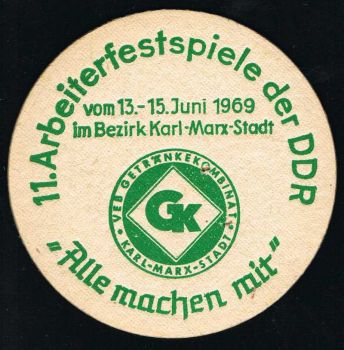 11. Arbeiterfestspiele der DDR
vom 13.-15. Juni 1969
im Bezirk Karl-Marx-Stadt
• VEB GETRÄNKEKOMBINAT •
KARL-MARX-STADT
GK
„Alle machen mit“